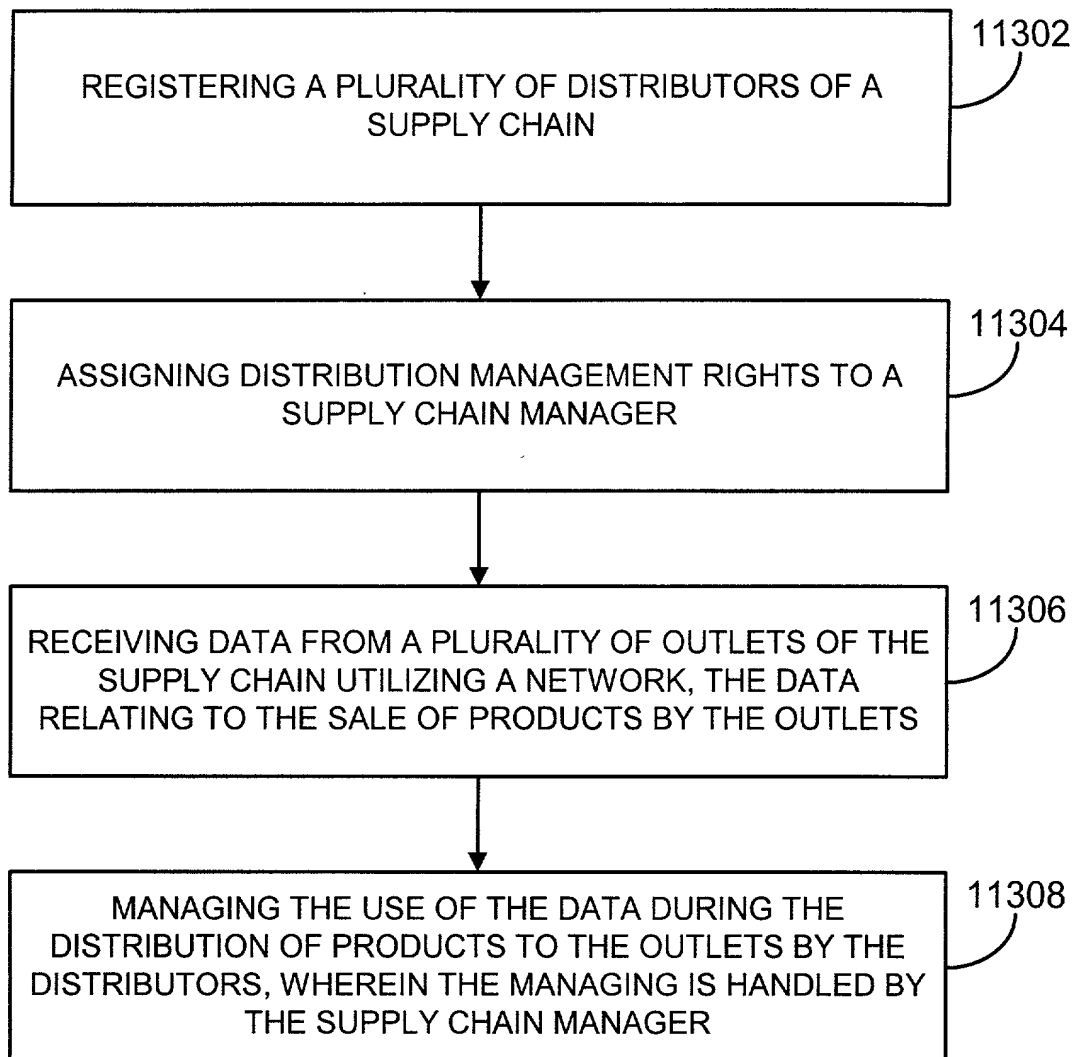 11302
REGISTERING A PLURALITY OF DISTRIBUTORS OF A
SUPPLY CHAIN
11304
ASSIGNING DISTRIBUTION MANAGEMENT RIGHTS TO A
SUPPLY CHAIN MANAGER
11306
RECEIVING DATA FROM A PLURALITY OF OUTLETS OF THE
SUPPLY CHAIN UTILIZING A NETWORK, THE DATA
RELATING TO THE SALE OF PRODUCTS BY THE OUTLETS
11308
MANAGING THE USE OF THE DATA DURING THE
DISTRIBUTION OF PRODUCTS TO THE OUTLETS BY THE
DISTRIBUTORS, WHEREIN THE MANAGING IS HANDLED BY
THE SUPPLY CHAIN MANAGER